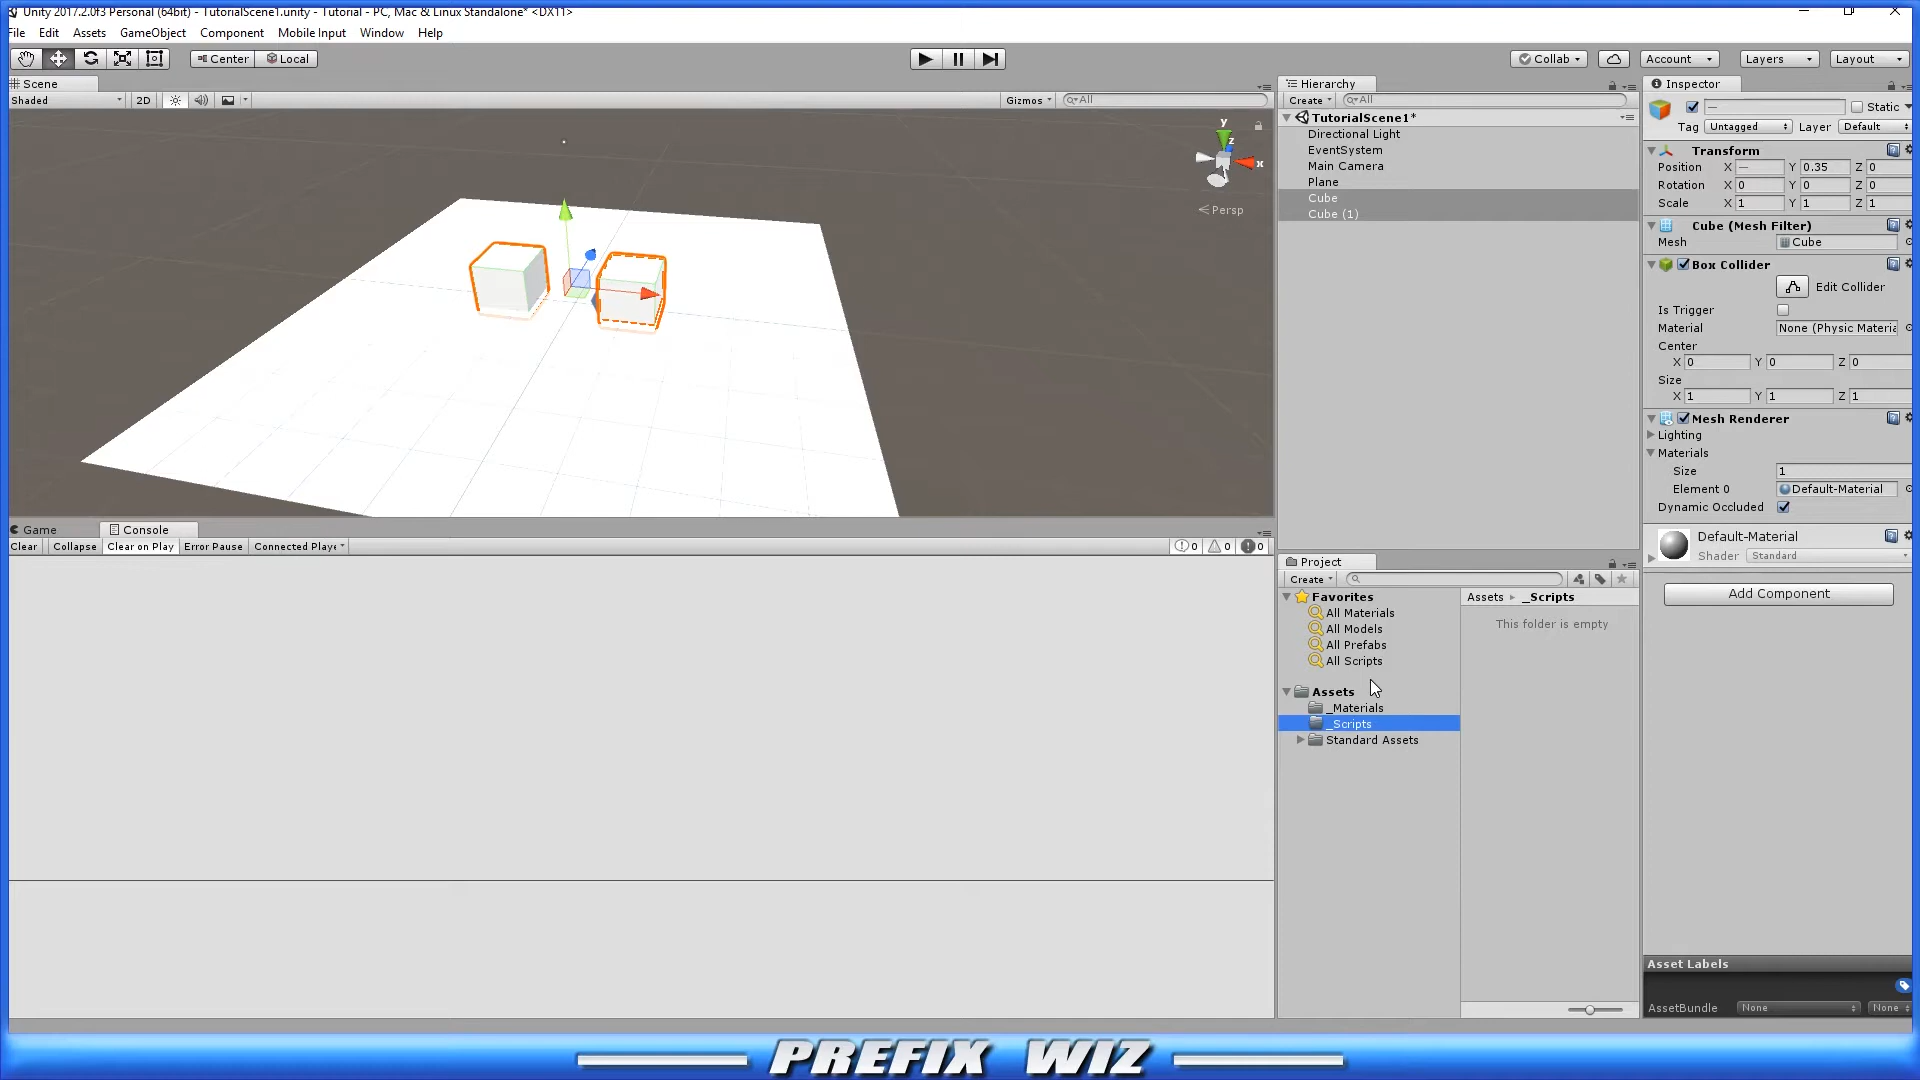 Unity 2017.2.0f3 Personal (64bit) - TutorialScene1.unity - Tutorial - PC, Mac & Linux Standalone* <DX11>
File Edit Assets GameObject Component Mobile Input Window Help
Center Local Collab Account Layers Layout
Scene
Shaded 2D Gizmos All
y
z
x
Persp
Hierarchy
Create All
TutorialScene1*
Directional Light
EventSystem
Main Camera
Plane
Cube
Cube (1)
Inspector
Static
Tag Untagged Layer Default
Transform
Position X — Y 0.35 Z 0
Rotation X 0 Y 0 Z 0
Scale X 1 Y 1 Z 1
Cube (Mesh Filter)
Mesh Cube
Box Collider
Edit Collider
Is Trigger
Material None (Physic Materia
Center
X 0 Y 0 Z 0
Size
X 1 Y 1 Z 1
Mesh Renderer
Lighting
Materials
Size 1
Element 0 Default-Material
Dynamic Occluded
Default-Material
Shader Standard
Add Component
Asset Labels
AssetBundle None None
Game Console
Clear Collapse Clear on Play Error Pause Connected Playe 0 0 0
Project
Create
Favorites
All Materials
All Models
All Prefabs
All Scripts
Assets
_Materials
_Scripts
Standard Assets
Assets _Scripts
This folder is empty
PREFIX WIZ